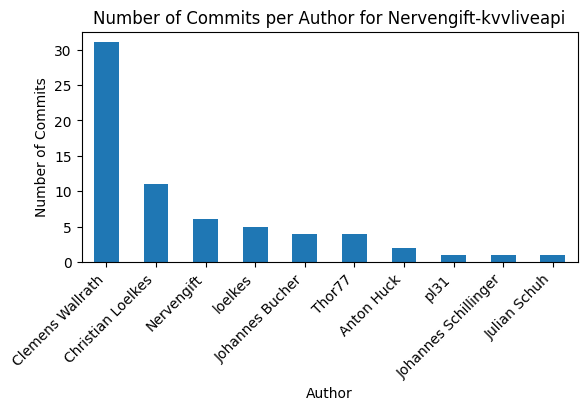 Number of Commits per Author for Nervengift-kvvliveapi
Number of Commits
30
25
20
15
10
5
0
Clemens Wallrath
Christian Loelkes
Nervengift
loelkes
Johannes Bucher
Thor77
Anton Huck
pl31
Johannes Schillinger
Julian Schuh
Author